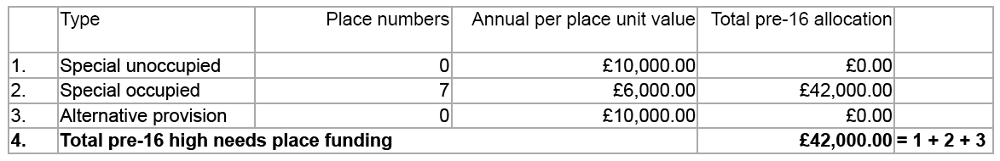 Type Place numbers Annual per place unit value Total pre-16 allocation
1. Special unoccupied 0 £10,000.00 £0.00
2. Special occupied 7 £6,000.00 £42,000.00
3. Alternative provision 0 £10,000.00 £0.00
4. Total pre-16 high needs place funding £42,000.00 = 1 + 2 + 3